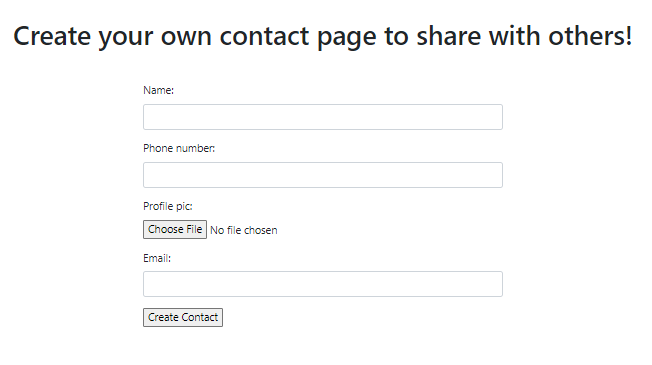 Create your own contact page to share with others!
Name:
Phone number:
Profile pic:
Choose File No file chosen
Email:
Create Contact